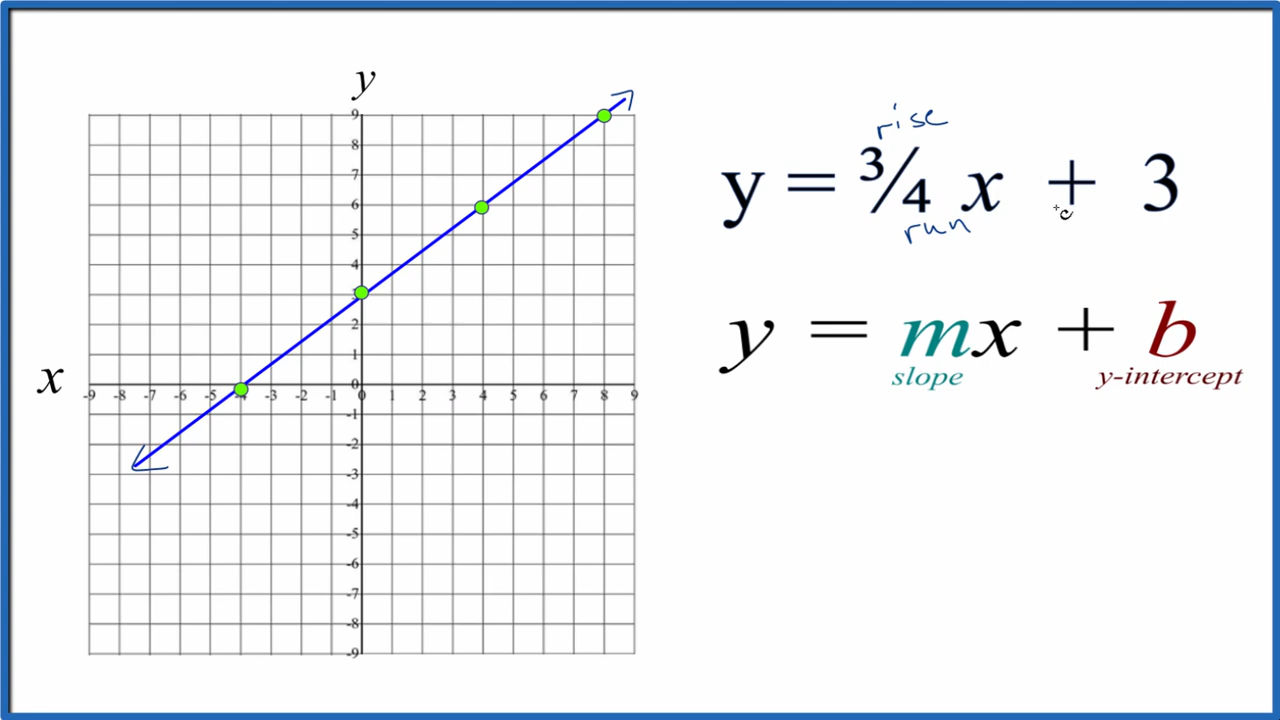 y
9
8
7
6
5
4
3
2
1
0
x
-9 -8 -7 -6 -5 -4 -3 -2 -1 0 1 2 3 4 5 6 7 8 9
-1
-2
-3
-4
-5
-6
-7
-8
-9
rise
y = ¾ x + 3
run
y = mx + b
slope y-intercept